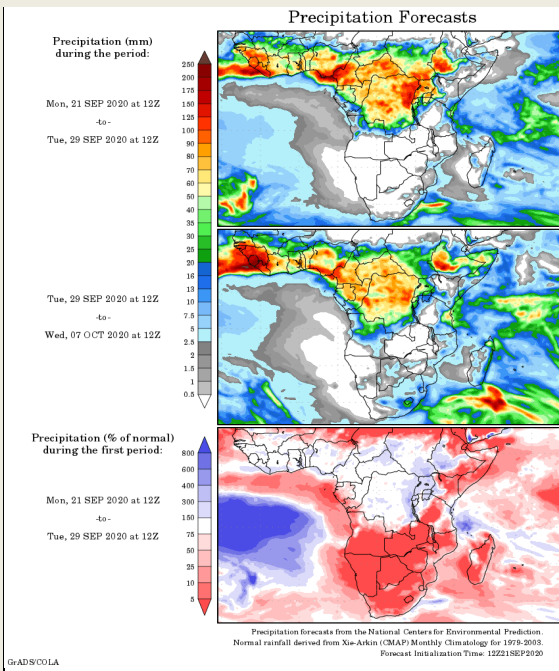 Precipitation Forecasts
Precipitation (mm)
during the period:
Mon, 21 SEP 2020 at 12Z
-to-
Tue, 29 SEP 2020 at 12Z
250
200
175
150
125
100
90
80
70
60
50
40
35
30
25
20
16
13
10
7.5
5
2.5
2
1.5
1
0.5
Tue, 29 SEP 2020 at 12Z
-to-
Wed, 07 OCT 2020 at 12Z
Precipitation (% of normal)
during the first period:
Mon, 21 SEP 2020 at 12Z
-to-
Tue, 29 SEP 2020 at 12Z
800
600
400
300
150
75
50
25
10
5
Precipitation forecasts from the National Centers for Environmental Prediction.
Normal rainfall derived from Xie-Arkin (CMAP) Monthly Climatology for 1979-2003.
Forecast Initialization Time: 12Z21SEP2020
GrADS/COLA